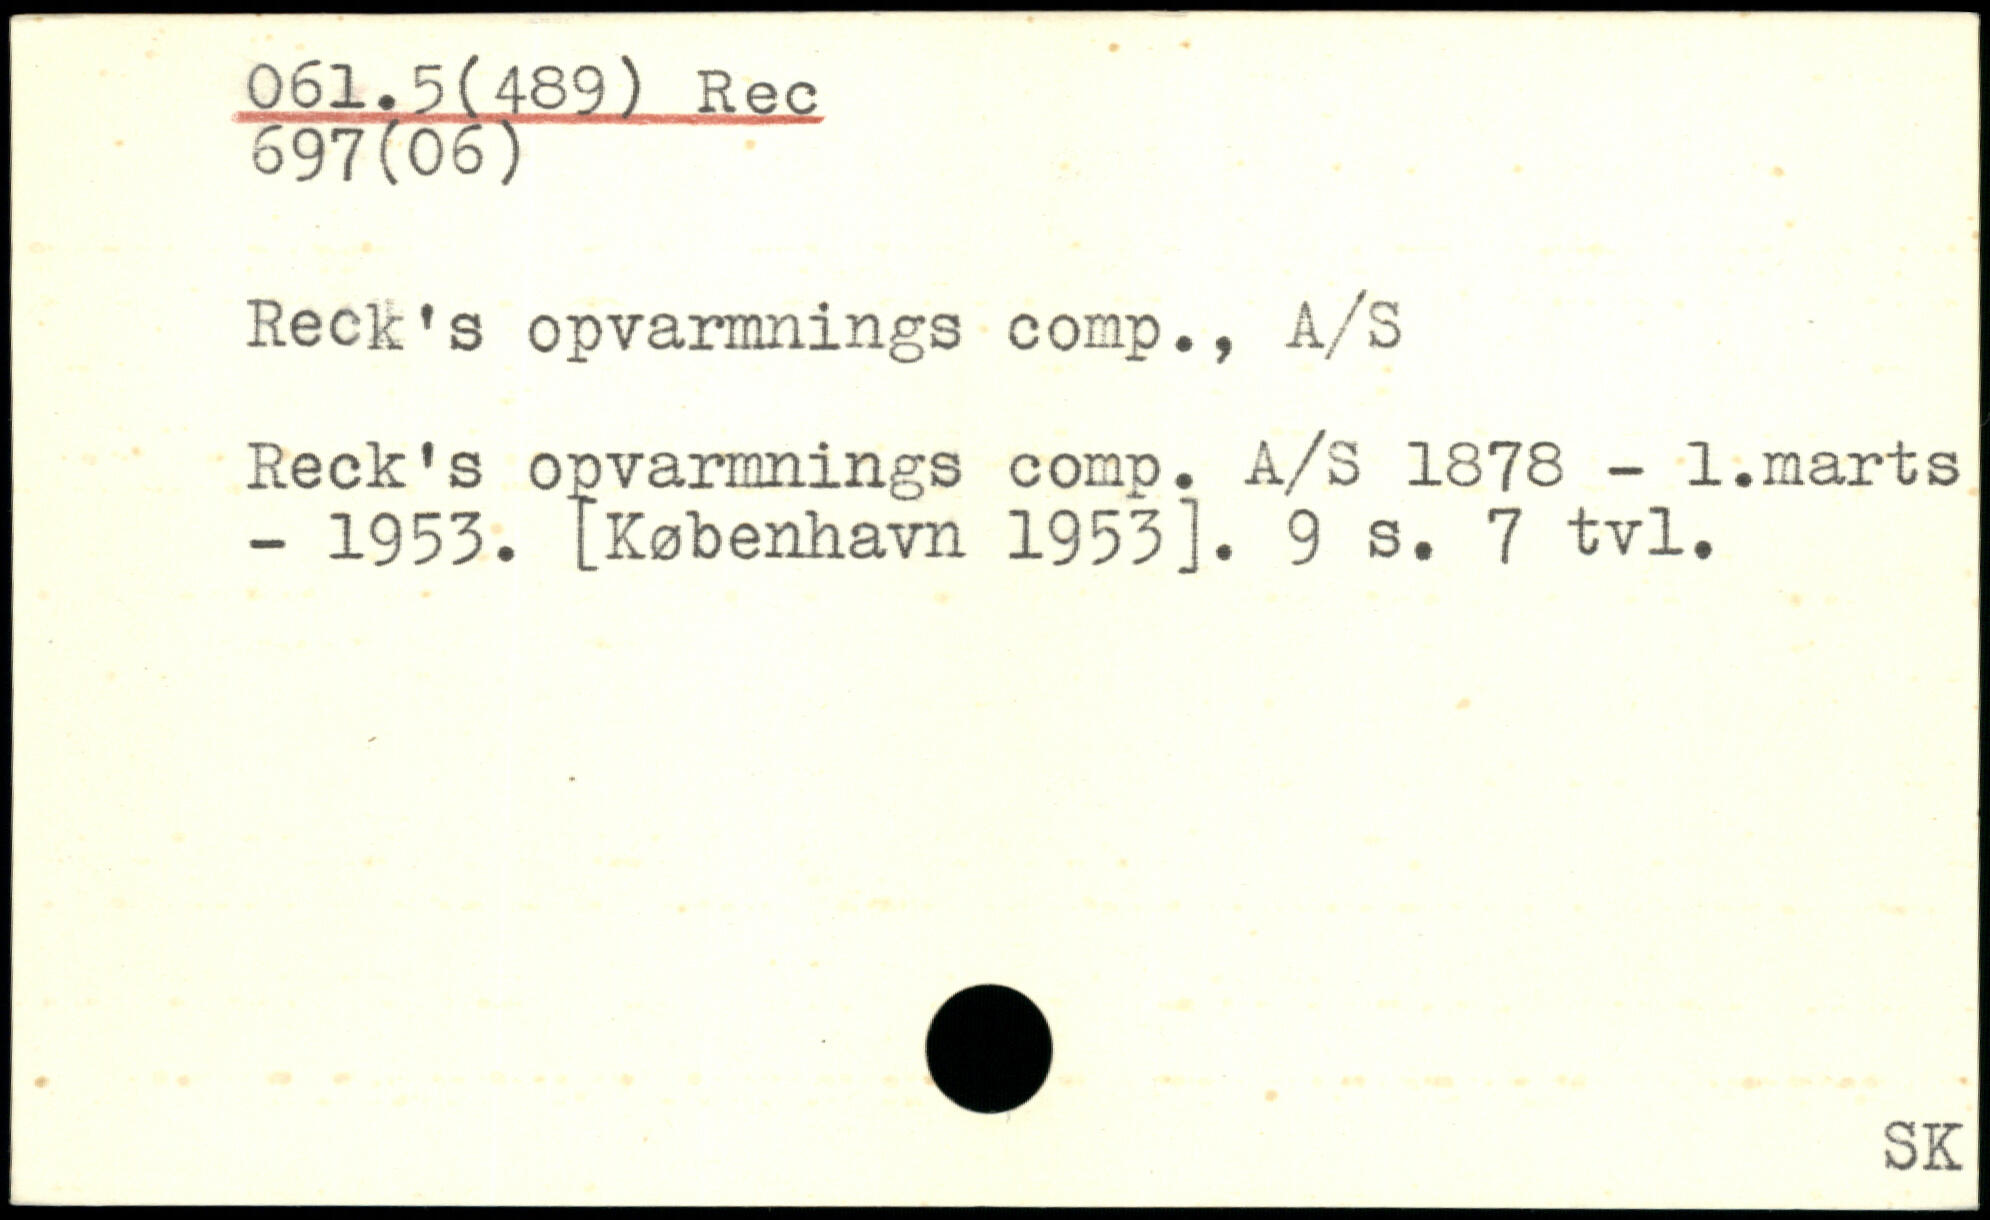 061.5(489) Rec
697(06)
Reck's opvarmnings comp., A/S
Reck's opvarmnings comp. A/S 1878 - 1.marts
- 1953. [København 1953]. 9 s. 7 tvl.
SK